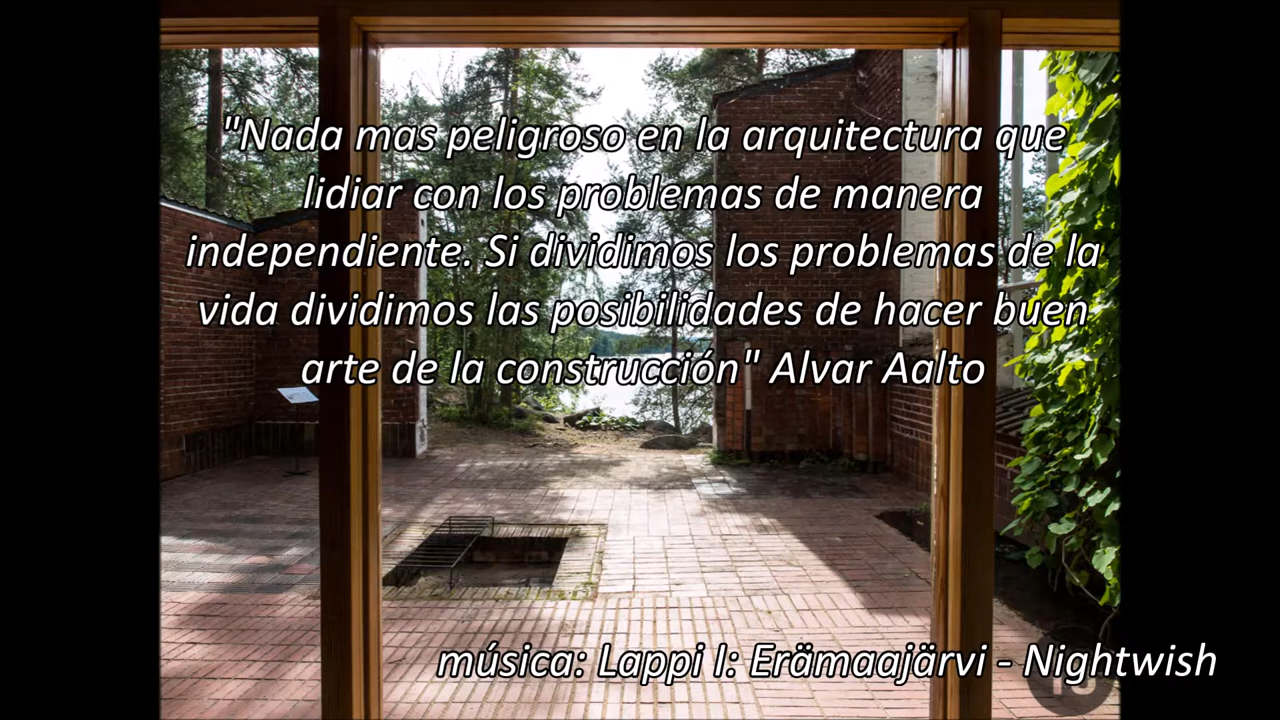 "Nada mas peligroso en la arquitectura que
lidiar con los problemas de manera
independiente. Si dividimos los problemas de la
vida dividimos las posibilidades de hacer buen
arte de la construcción" Alvar Aalto
música: Lappi I: Erämaajärvi - Nightwish